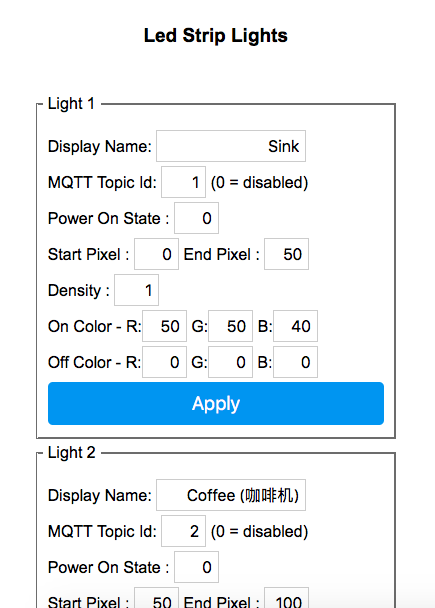 Led Strip Lights
Light 1
Display Name: Sink
MQTT Topic Id: 1 (0 = disabled)
Power On State : 0
Start Pixel : 0 End Pixel : 50
Density : 1
On Color - R: 50 G: 50 B: 40
Off Color - R: 0 G: 0 B: 0
Apply
Light 2
Display Name: Coffee (咖啡机)
MQTT Topic Id: 2 (0 = disabled)
Power On State : 0
Start Pixel : 50 End Pixel : 100